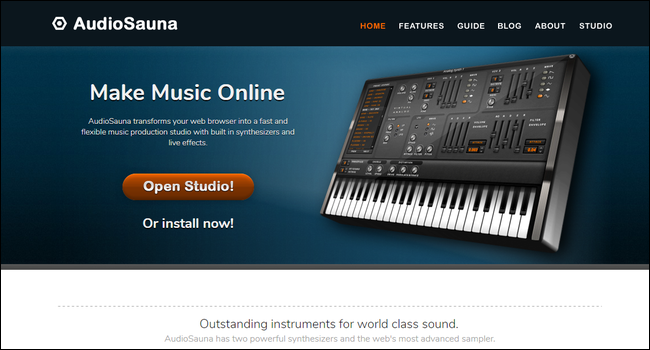 AudioSauna
HOME FEATURES GUIDE BLOG ABOUT STUDIO
Make Music Online
AudioSauna transforms your web browser into a fast and
flexible music production studio with built in synthesizers and
live effects.
Open Studio!
Or install now!
Outstanding instruments for world class sound.
AudioSauna has two powerful synthesizers and the web's most advanced sampler.